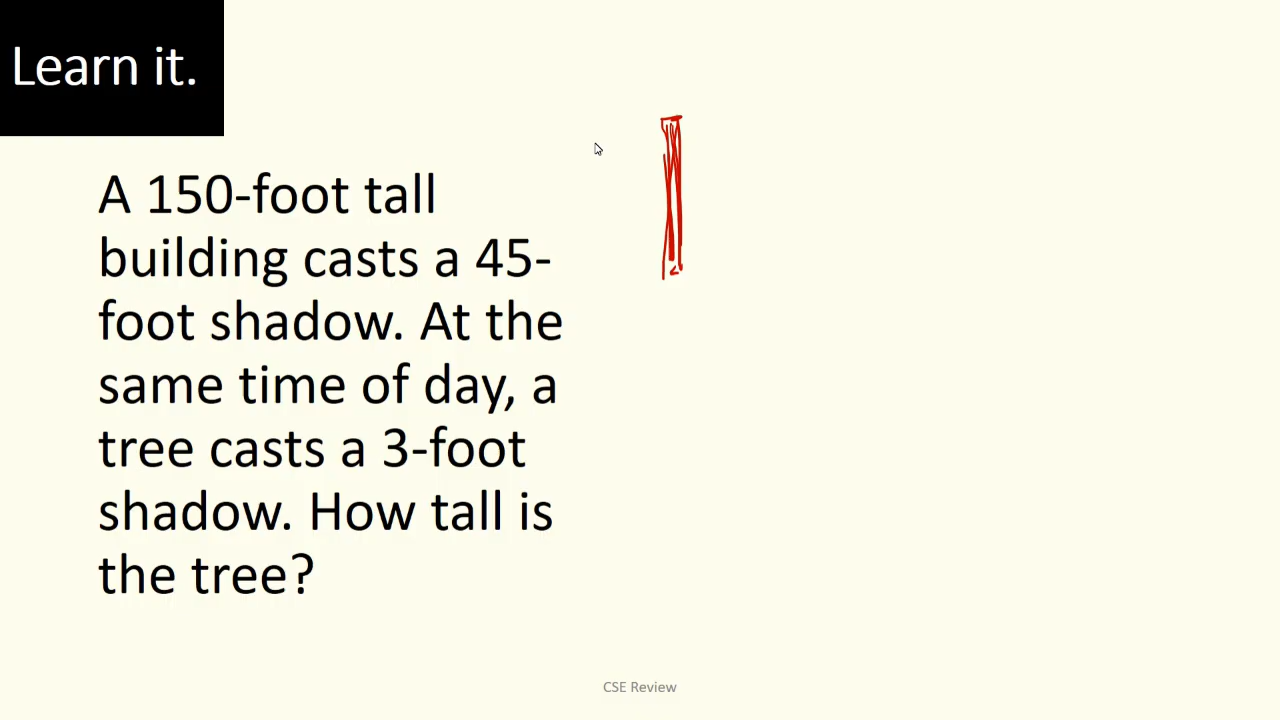 Learn it.
A 150-foot tall
building casts a 45-
foot shadow. At the
same time of day, a
tree casts a 3-foot
shadow. How tall is
the tree?
CSE Review